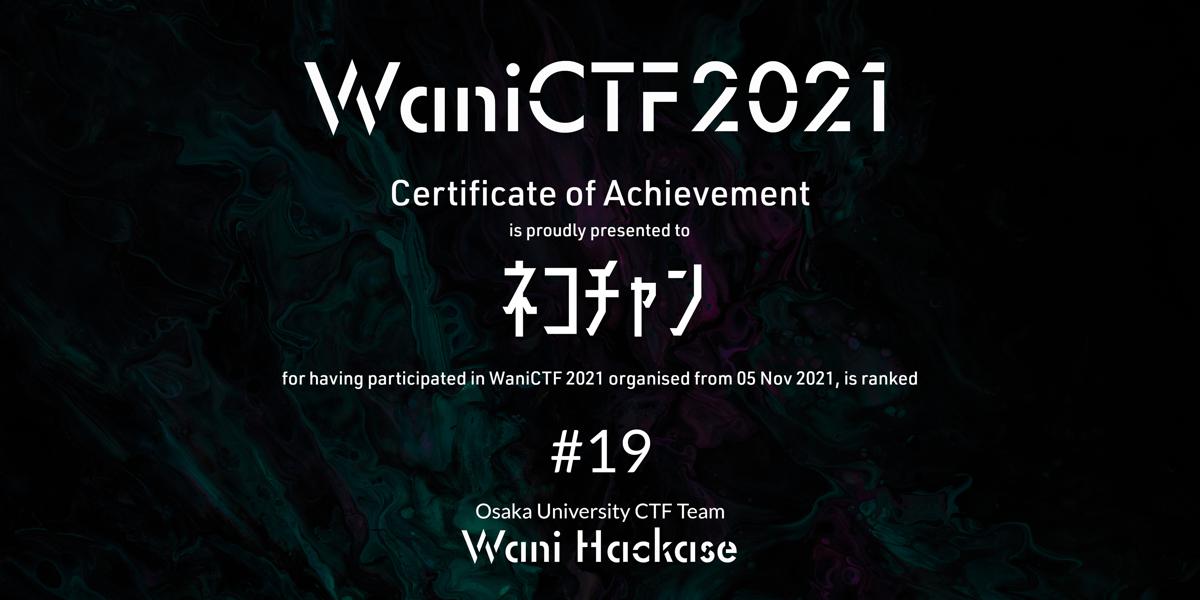 WaniCTF2021
Certificate of Achievement
is proudly presented to
ネコチャン
for having participated in WaniCTF 2021 organised from 05 Nov 2021, is ranked
#19
Osaka University CTF Team
Wani Hackase